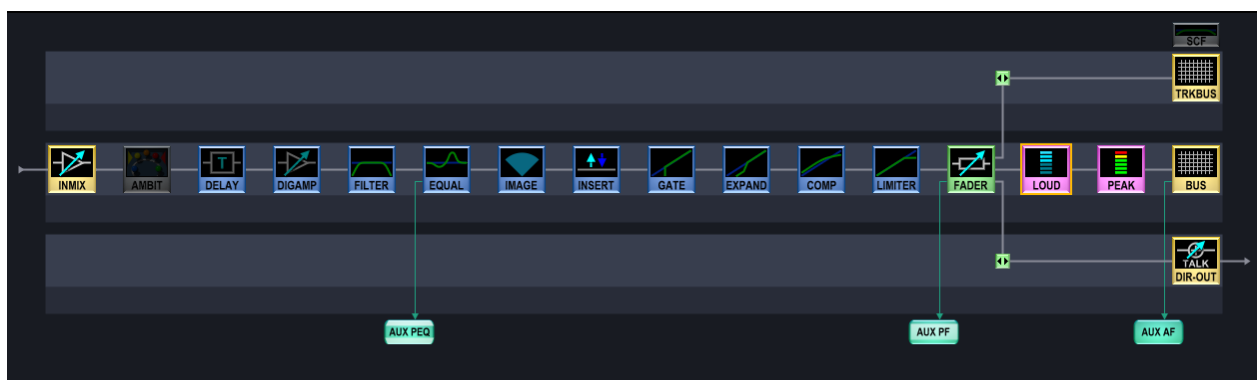 SCF
TRKBUS
INMIX
AMBIT
T
DELAY
DIGAMP
FILTER
EQUAL
IMAGE
INSERT
GATE
EXPAND
COMP
LIMITER
FADER
LOUD
PEAK
BUS
TALK
DIR-OUT
AUX PEQ
AUX PF
AUX AF